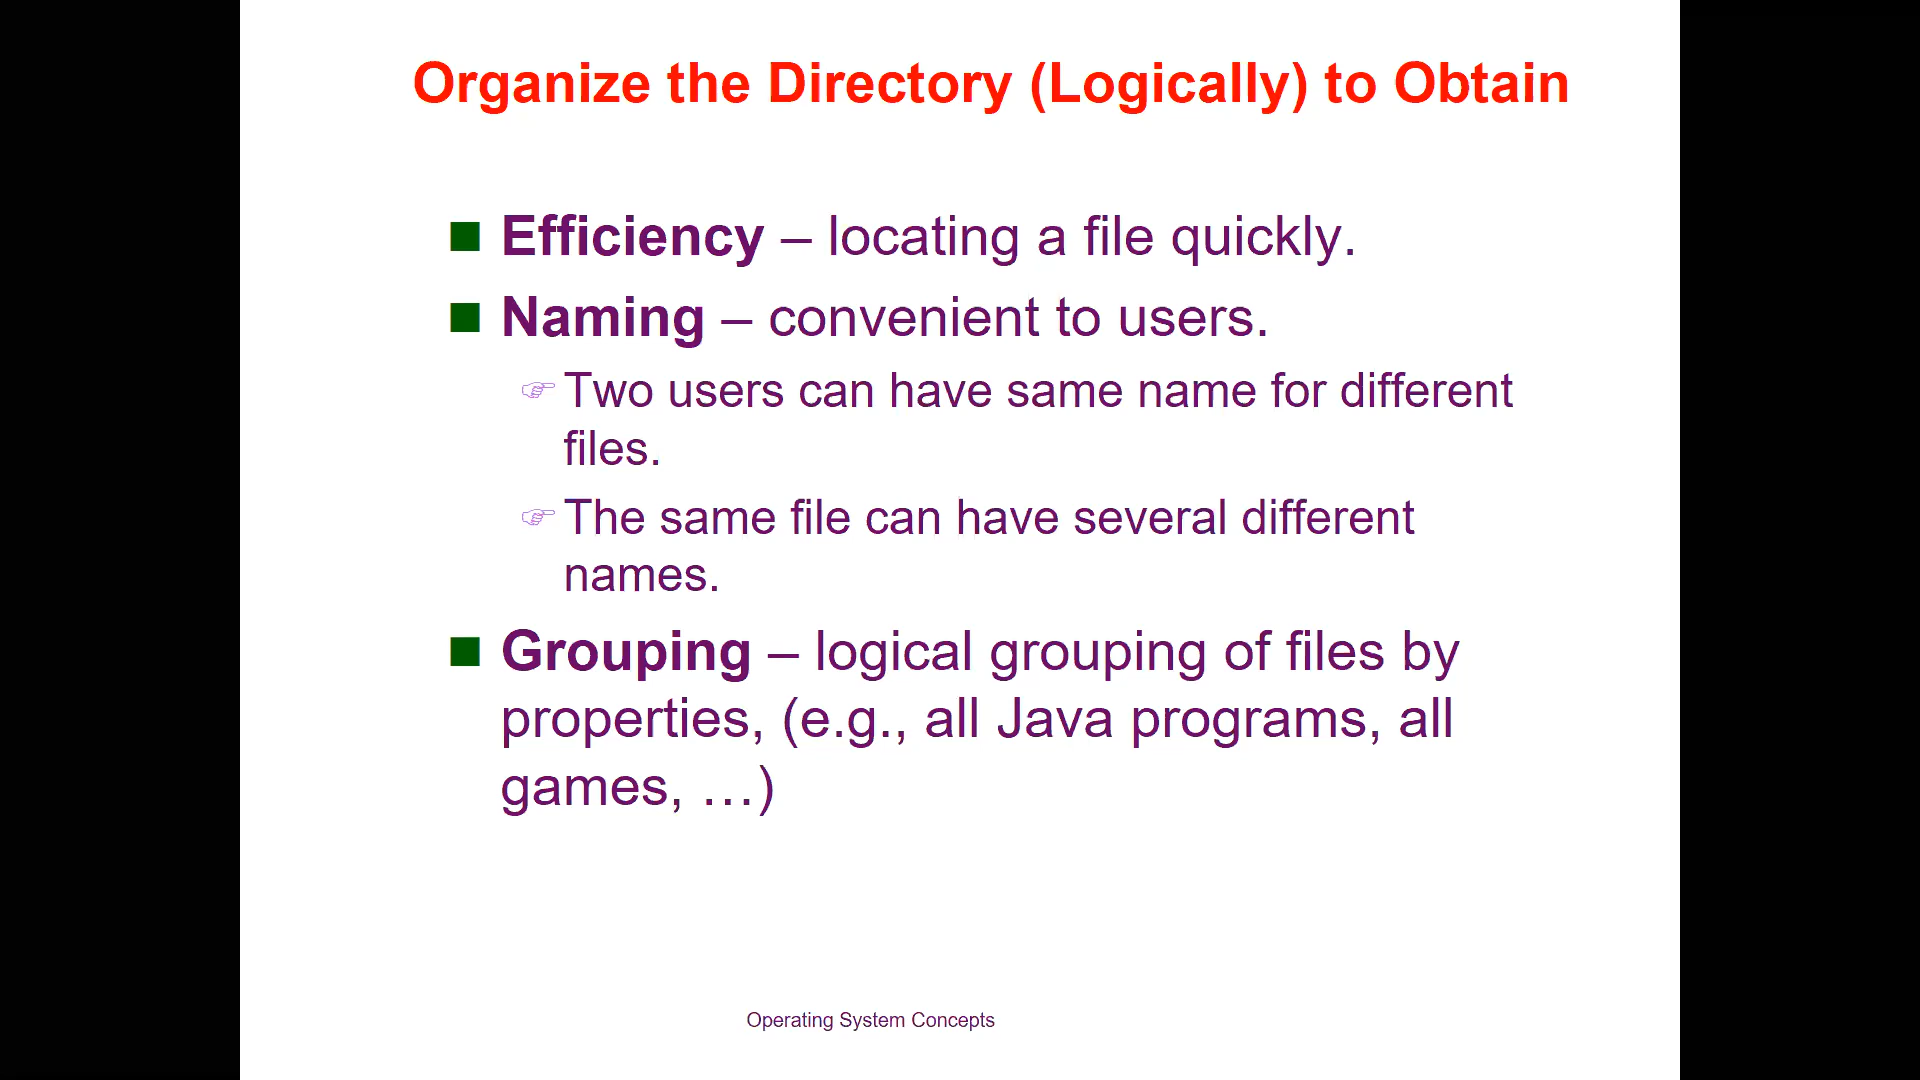 Organize the Directory (Logically) to Obtain
Efficiency – locating a file quickly.
Naming – convenient to users.
Two users can have same name for different
files.
The same file can have several different
names.
Grouping – logical grouping of files by
properties, (e.g., all Java programs, all
games, …)
Operating System Concepts